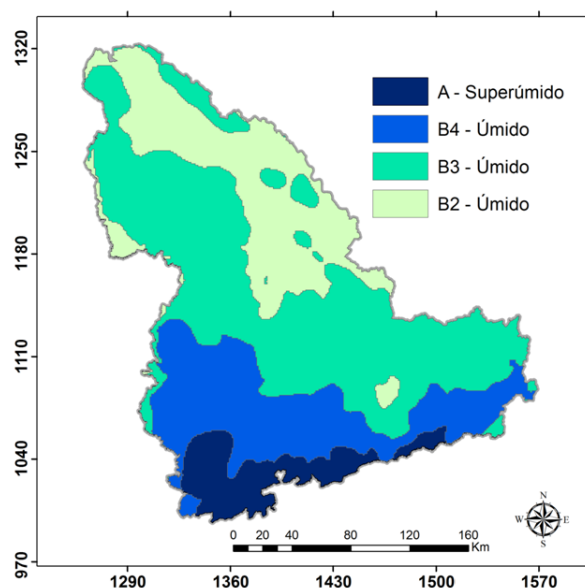 1320
1250
1180
1110
1040
970
A - Superúmido
B4 - Úmido
B3 - Úmido
B2 - Úmido
N
W E
S
0 20 40 80 120 160
Km
1290 1360 1430 1500 1570